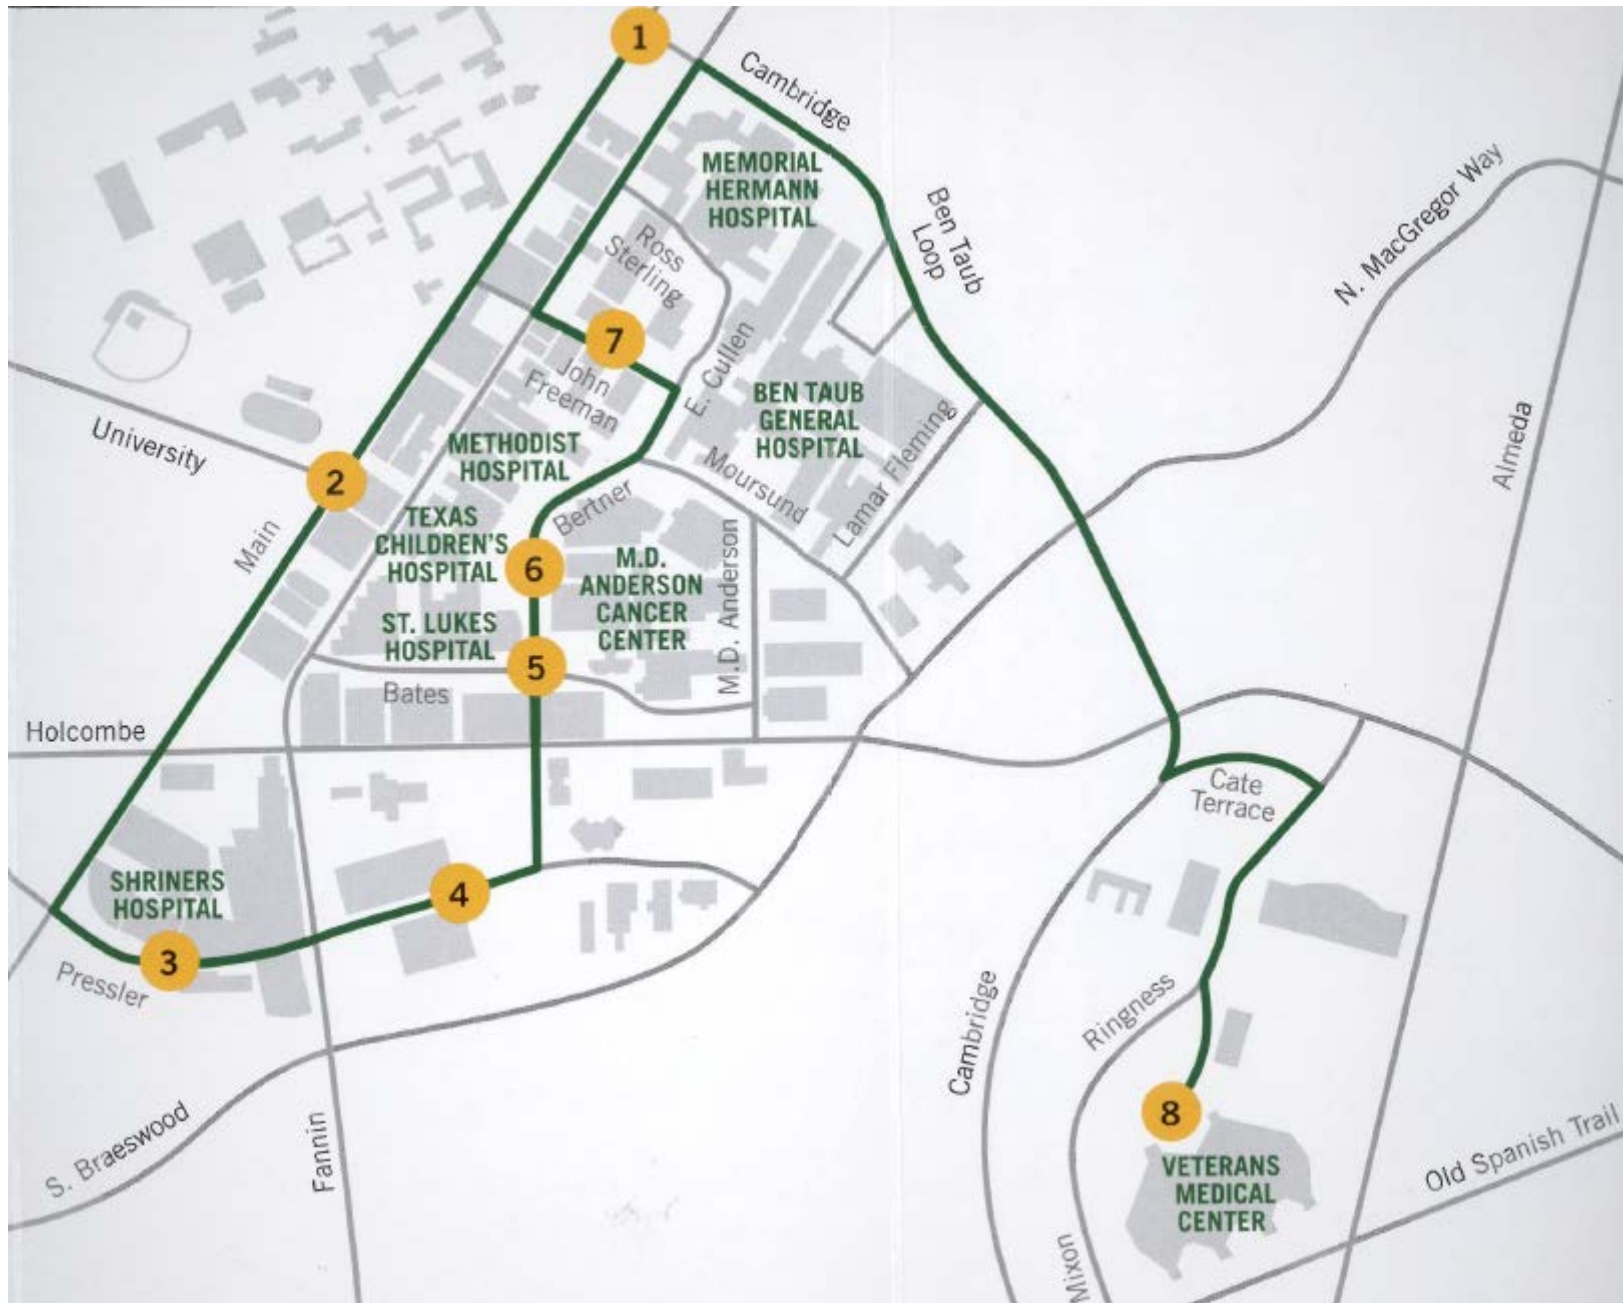 1
Cambridge
MEMORIAL
HERMANN
HOSPITAL
N. MacGregor Way
Ben Taub
Loop
Ross
Sterling
7
John
Freeman
E. Cullen
BEN TAUB
GENERAL
HOSPITAL
University
METHODIST
HOSPITAL
Almeda
2
Moursund
Lamar Fleming
Main
TEXAS
CHILDREN'S
HOSPITAL
Bertner
6
M.D.
ANDERSON
CANCER
CENTER
M.D. Anderson
ST. LUKES
HOSPITAL
5
Bates
Holcombe
Cate
Terrace
SHRINERS
HOSPITAL
4
3
Pressler
Cambridge
Ringness
8
S. Braeswood
Fannin
VETERANS
MEDICAL
CENTER
Old Spanish Trail
Mixon